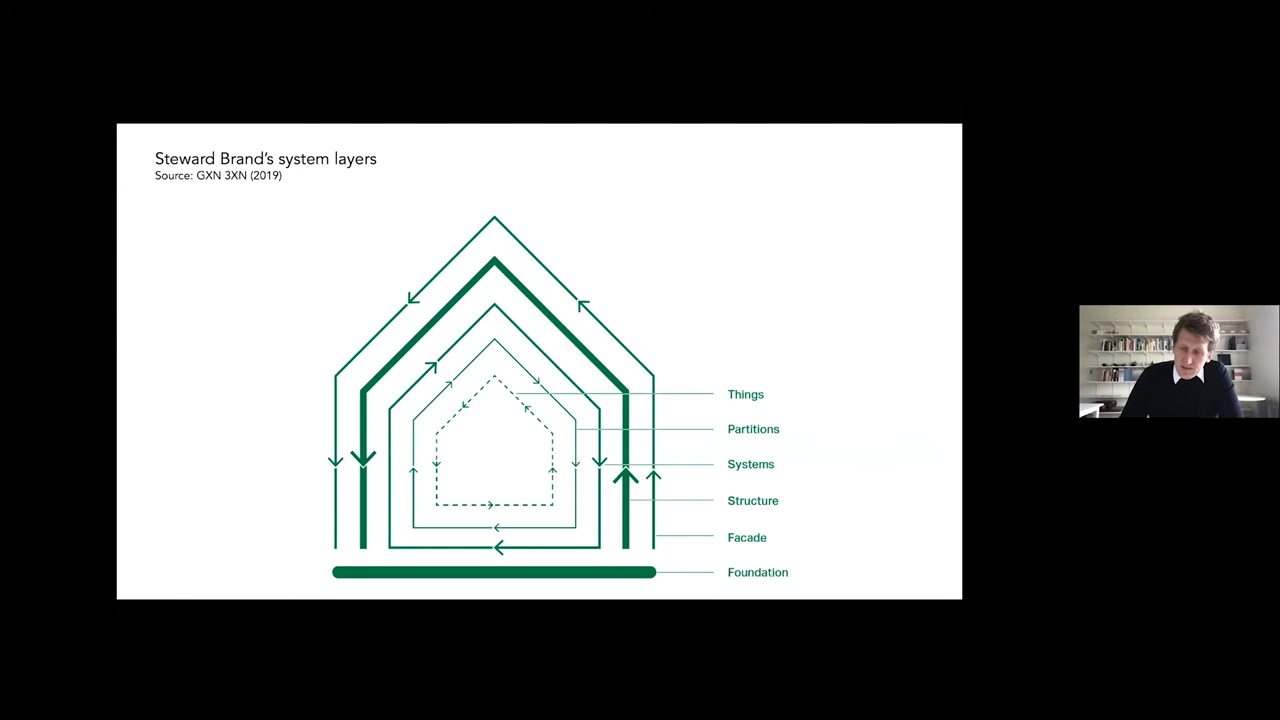 Steward Brand's system layers
Source: GXN 3XN (2019)
Things
Partitions
Systems
Structure
Facade
Foundation